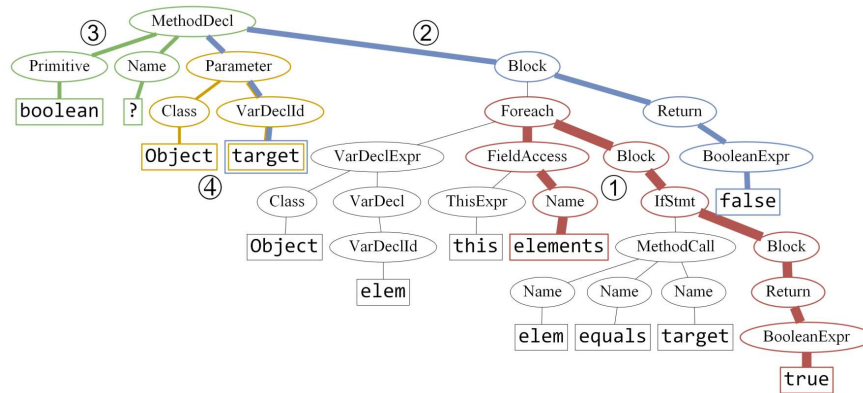 MethodDecl
③ ②
Primitive Name Parameter Block
boolean ? Class VarDeclId Foreach Return
Object target VarDeclExpr FieldAccess Block BooleanExpr
④ ① false
Class VarDecl ThisExpr Name IfStmt
Object VarDeclId this elements MethodCall Block
elem Name Name Name Return
elem equals target BooleanExpr
true